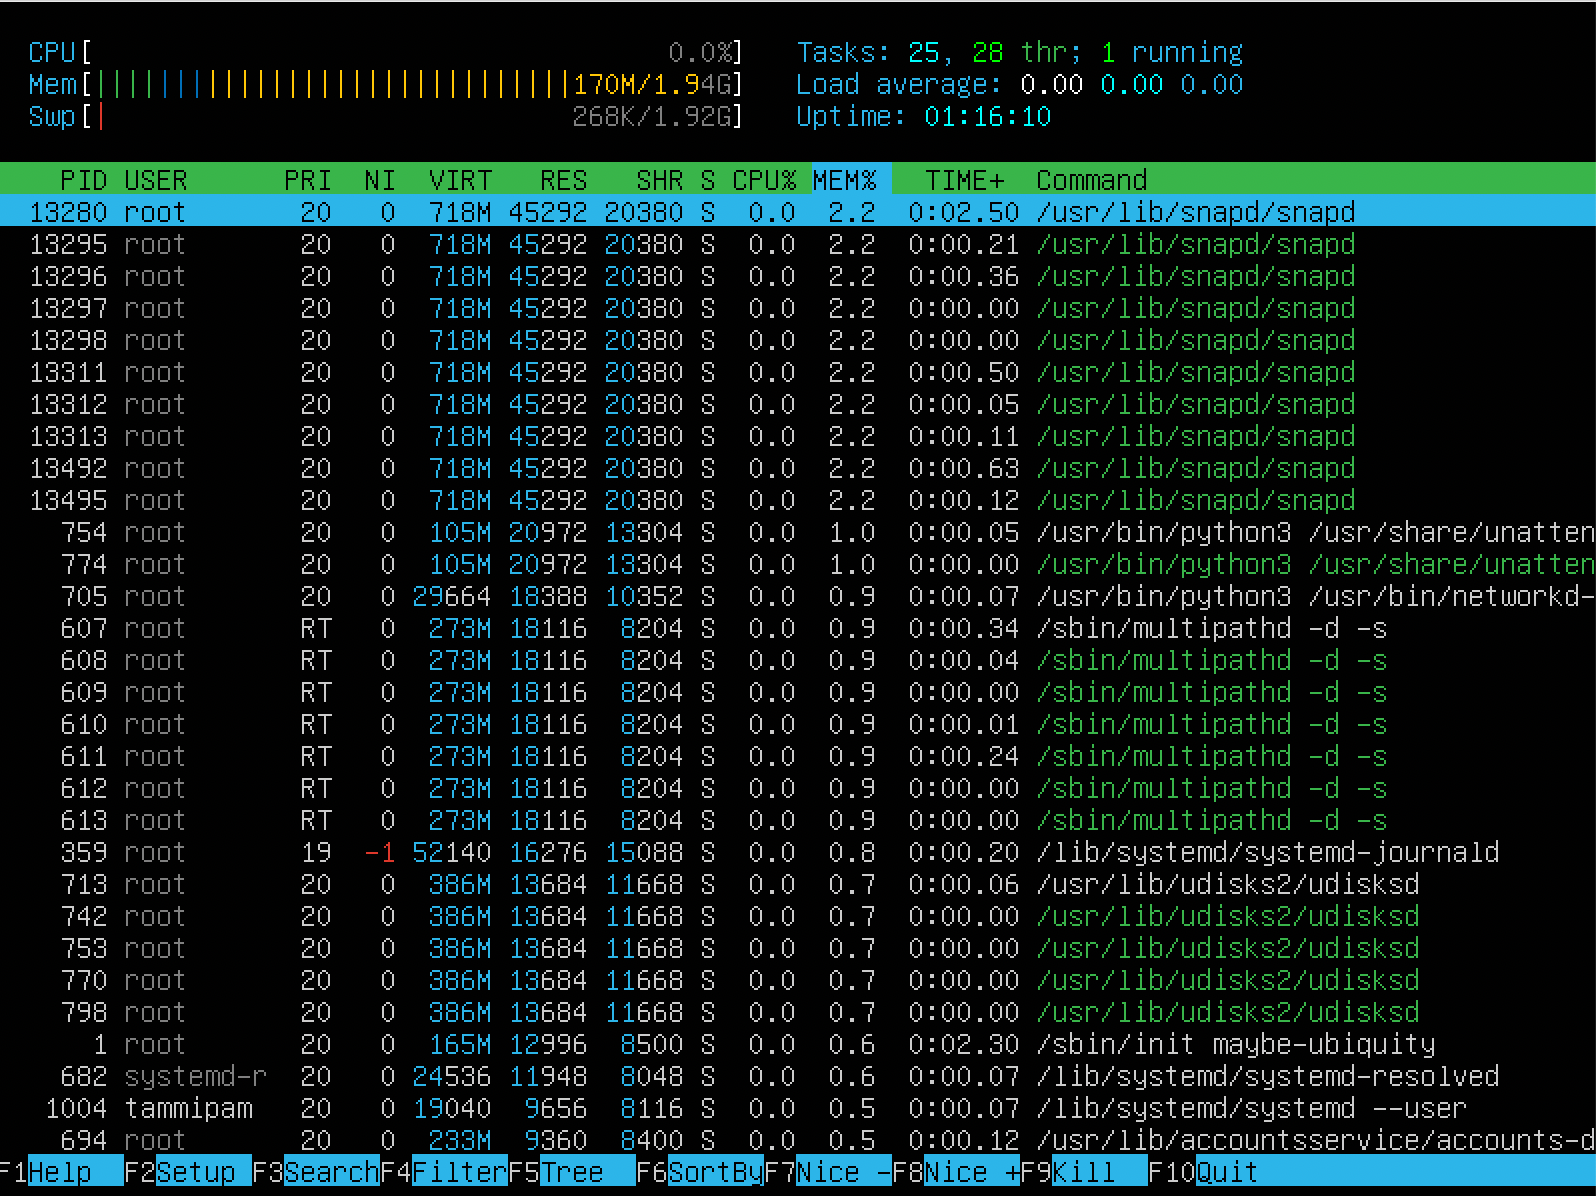 CPU[ 0.0%] Tasks: 25, 28 thr; 1 running
Mem[||||||||||||||||||||||||||||||170M/1.94G] Load average: 0.00 0.00 0.00
Swp[| 268K/1.92G] Uptime: 01:16:10
PID USER PRI NI VIRT RES SHR S CPU% MEM% TIME+ Command
13280 root 20 0 718M 45292 20380 S 0.0 2.2 0:02.50 /usr/lib/snapd/snapd
13295 root 20 0 718M 45292 20380 S 0.0 2.2 0:00.21 /usr/lib/snapd/snapd
13296 root 20 0 718M 45292 20380 S 0.0 2.2 0:00.36 /usr/lib/snapd/snapd
13297 root 20 0 718M 45292 20380 S 0.0 2.2 0:00.00 /usr/lib/snapd/snapd
13298 root 20 0 718M 45292 20380 S 0.0 2.2 0:00.00 /usr/lib/snapd/snapd
13311 root 20 0 718M 45292 20380 S 0.0 2.2 0:00.50 /usr/lib/snapd/snapd
13312 root 20 0 718M 45292 20380 S 0.0 2.2 0:00.05 /usr/lib/snapd/snapd
13313 root 20 0 718M 45292 20380 S 0.0 2.2 0:00.11 /usr/lib/snapd/snapd
13492 root 20 0 718M 45292 20380 S 0.0 2.2 0:00.63 /usr/lib/snapd/snapd
13495 root 20 0 718M 45292 20380 S 0.0 2.2 0:00.12 /usr/lib/snapd/snapd
754 root 20 0 105M 20972 13304 S 0.0 1.0 0:00.05 /usr/bin/python3 /usr/share/unatten
774 root 20 0 105M 20972 13304 S 0.0 1.0 0:00.00 /usr/bin/python3 /usr/share/unatten
705 root 20 0 29664 18388 10352 S 0.0 0.9 0:00.07 /usr/bin/python3 /usr/bin/networkd-
607 root RT 0 273M 18116 8204 S 0.0 0.9 0:00.34 /sbin/multipathd -d -s
608 root RT 0 273M 18116 8204 S 0.0 0.9 0:00.04 /sbin/multipathd -d -s
609 root RT 0 273M 18116 8204 S 0.0 0.9 0:00.00 /sbin/multipathd -d -s
610 root RT 0 273M 18116 8204 S 0.0 0.9 0:00.01 /sbin/multipathd -d -s
611 root RT 0 273M 18116 8204 S 0.0 0.9 0:00.24 /sbin/multipathd -d -s
612 root RT 0 273M 18116 8204 S 0.0 0.9 0:00.00 /sbin/multipathd -d -s
613 root RT 0 273M 18116 8204 S 0.0 0.9 0:00.00 /sbin/multipathd -d -s
359 root 19 -1 52140 16276 15088 S 0.0 0.8 0:00.20 /lib/systemd/systemd-journald
713 root 20 0 386M 13684 11668 S 0.0 0.7 0:00.06 /usr/lib/udisks2/udisksd
742 root 20 0 386M 13684 11668 S 0.0 0.7 0:00.00 /usr/lib/udisks2/udisksd
753 root 20 0 386M 13684 11668 S 0.0 0.7 0:00.00 /usr/lib/udisks2/udisksd
770 root 20 0 386M 13684 11668 S 0.0 0.7 0:00.00 /usr/lib/udisks2/udisksd
798 root 20 0 386M 13684 11668 S 0.0 0.7 0:00.00 /usr/lib/udisks2/udisksd
1 root 20 0 165M 12996 8500 S 0.0 0.6 0:02.30 /sbin/init maybe-ubiquity
682 systemd-r 20 0 24536 11948 8048 S 0.0 0.6 0:00.07 /lib/systemd/systemd-resolved
1004 tammipam 20 0 19040 9656 8116 S 0.0 0.5 0:00.07 /lib/systemd/systemd --user
694 root 20 0 233M 9360 8400 S 0.0 0.5 0:00.12 /usr/lib/accountsservice/accounts-d
F1Help F2Setup F3SearchF4FilterF5Tree F6SortByF7Nice -F8Nice +F9Kill F10Quit